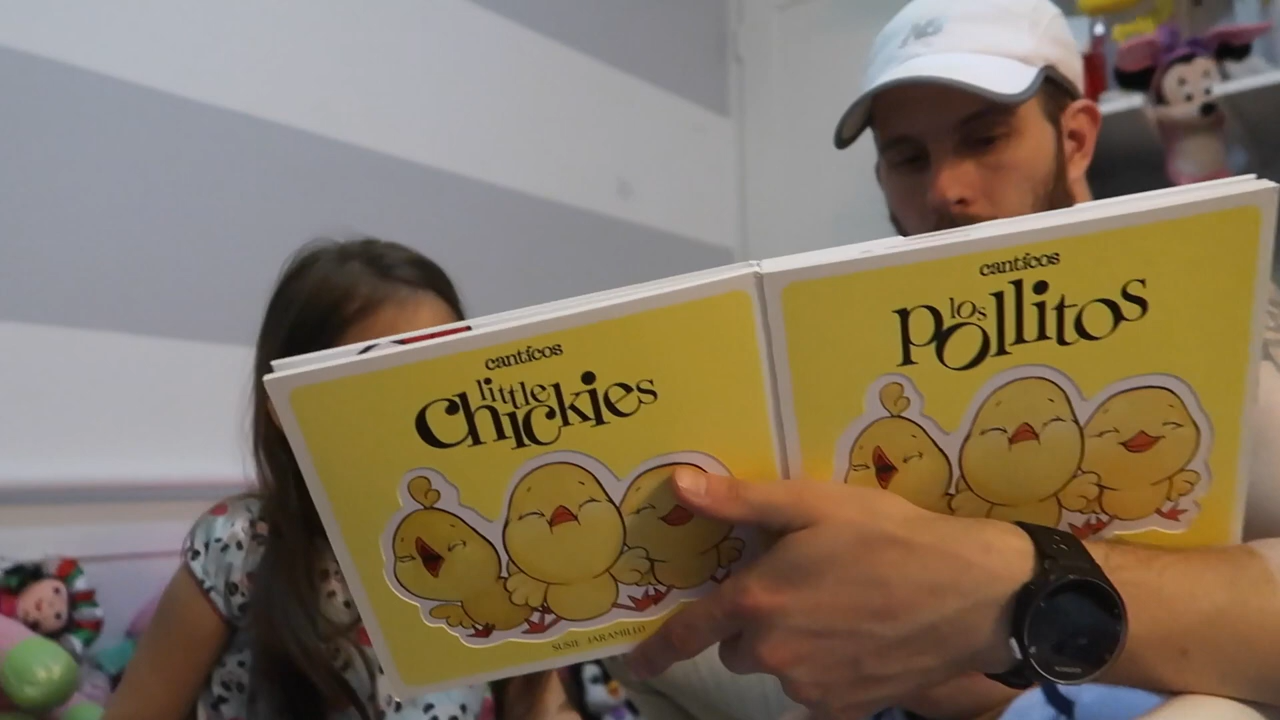 cantícos
little
chickies
SUSIE JARAMILLO
cantícos
los
pollitos